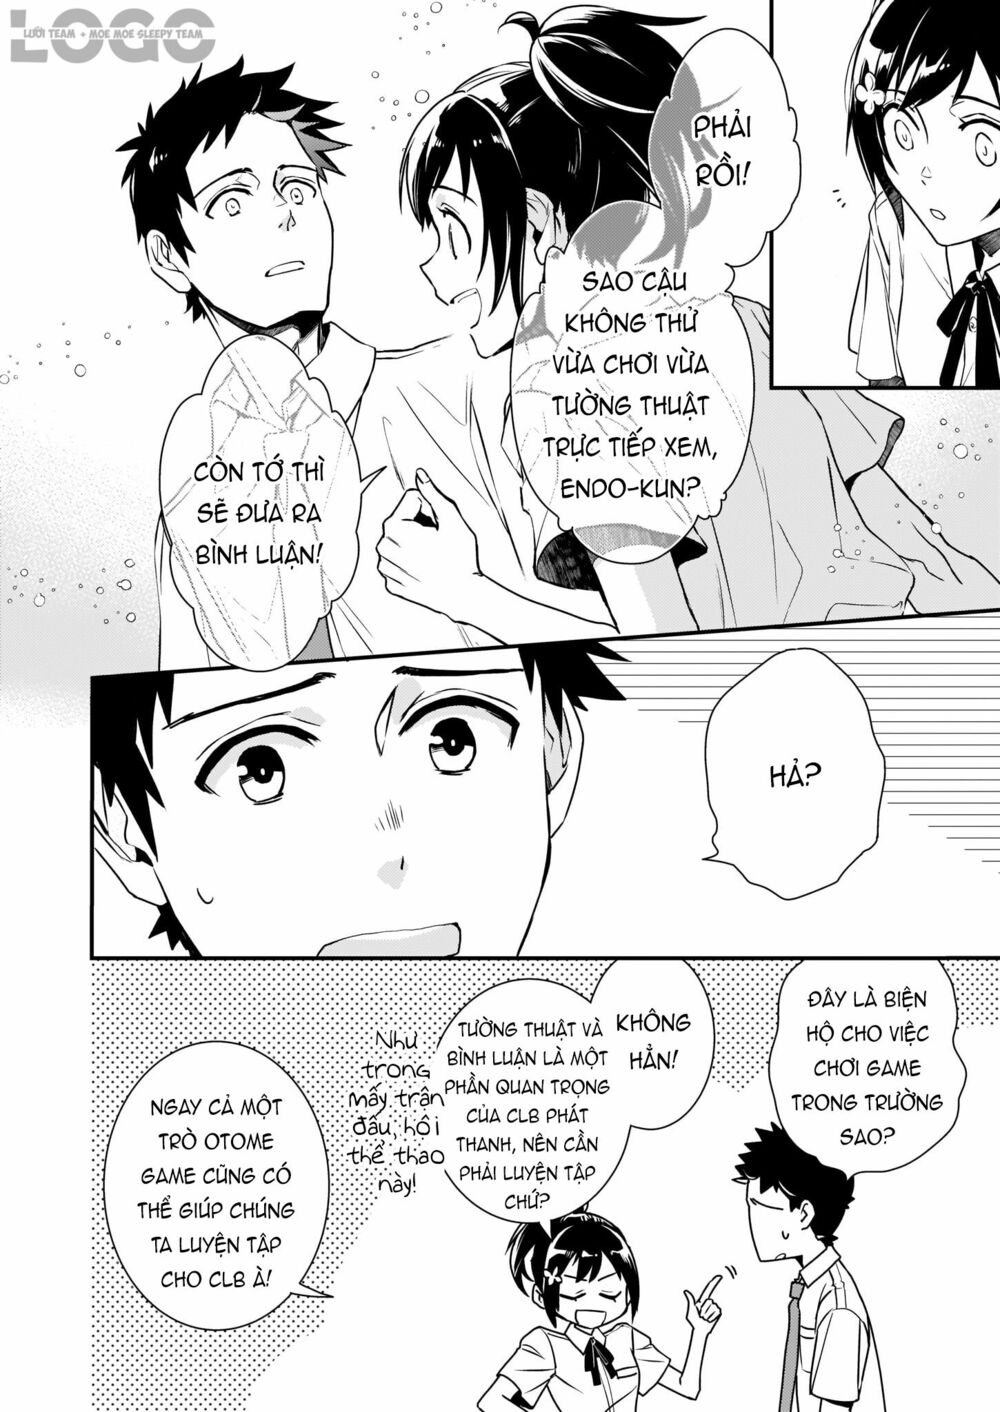 LƯỜI TEAM + MOE MOE SLEEPY TEAM
LOGO
PHẢI
RỒI!
SAO CẬU
KHÔNG THỬ
VỪA CHƠI VỪA
TƯỜNG THUẬT
TRỰC TIẾP XEM,
ENDO-KUN?
CÒN TỚ THÌ
SẼ ĐƯA RA
BÌNH LUẬN!
HẢ?
ĐÂY LÀ BIỆN
HỘ CHO VIỆC
CHƠI GAME
TRONG TRƯỜNG
SAO?
KHÔNG
HẲN!
TƯỜNG THUẬT VÀ
BÌNH LUẬN LÀ MỘT
PHẦN QUAN TRỌNG
CỦA CLB PHÁT
THANH, NÊN CẦN
PHẢI LUYỆN TẬP
CHỨ?
Như
trong
mấy trận
đấu, hội
thể thao
này!
NGAY CẢ MỘT
TRÒ OTOME
GAME CŨNG CÓ
THỂ GIÚP CHÚNG
TA LUYỆN TẬP
CHO CLB À!